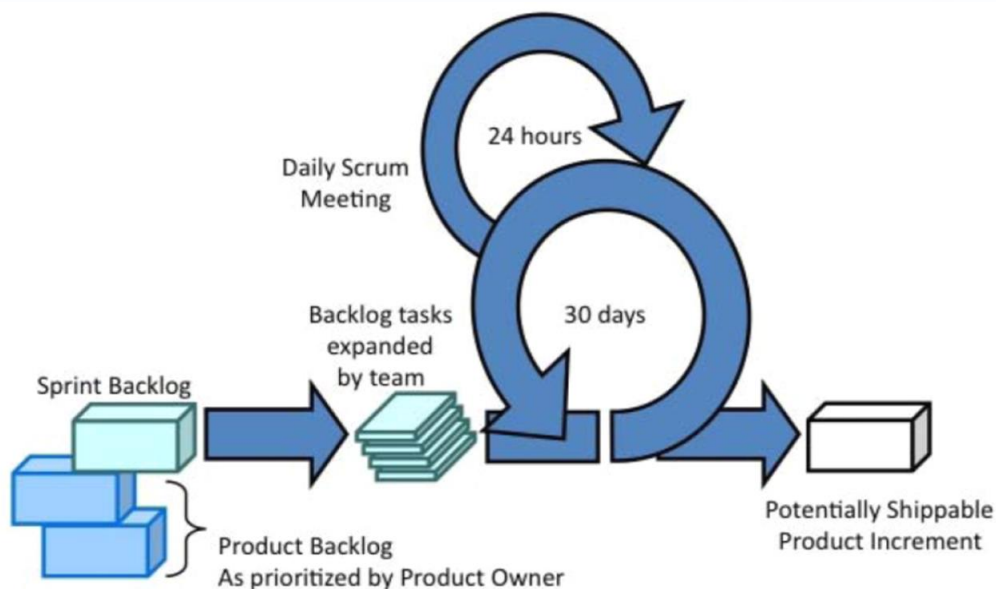 24 hours
Daily Scrum
Meeting
30 days
Backlog tasks
expanded
by team
Sprint Backlog
Potentially Shippable
Product Increment
Product Backlog
As prioritized by Product Owner